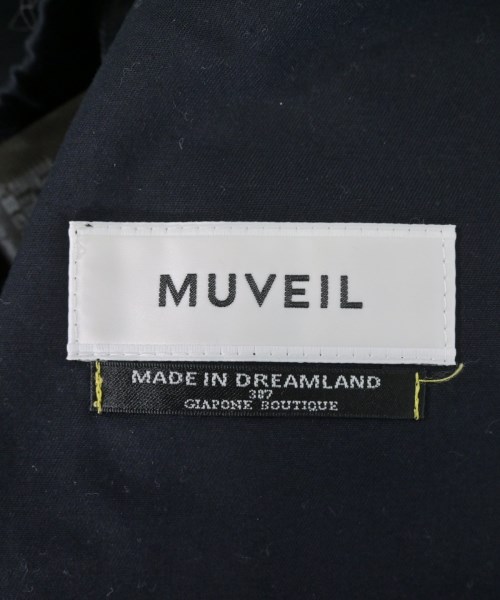 MUVEIL
MADE IN DREAMLAND
387
GIAPONE BOUTIQUE